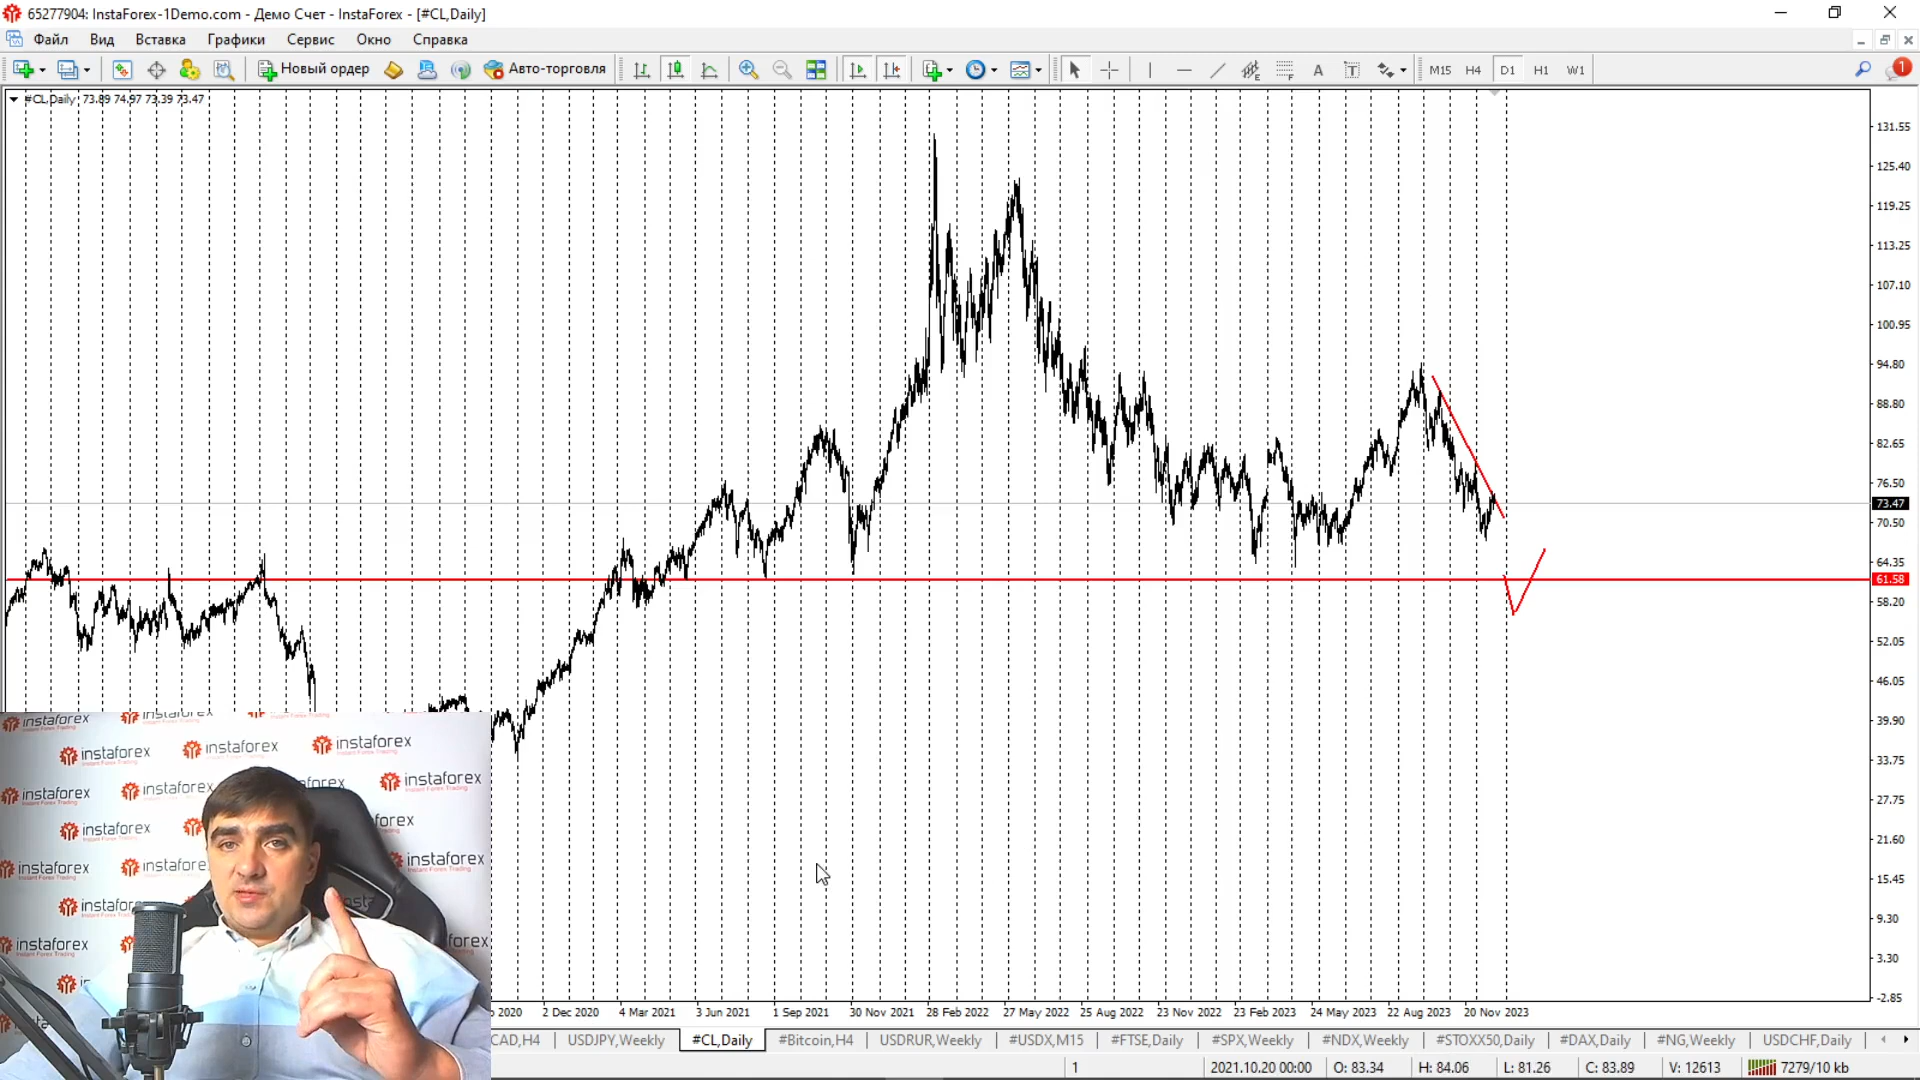 65277904: InstaForex-1Demo.com - Демо Счет - InstaForex - [#CL,Daily]
Файл Вид Вставка Графики Сервис Окно Справка
Новый ордер Авто-торговля A T M15 H4 D1 H1 W1 1
#CL,Daily 73.89 74.97 73.39 73.47
131.55
125.40
119.25
113.25
107.10
100.95
94.80
88.80
82.65
76.50
73.47
70.50
64.35
61.58
58.20
52.05
46.05
39.90
33.75
27.75
21.60
15.45
9.30
3.30
-2.85
instaforex
instaforex
instaforex
instaforex
Instant Forex Trading
instaforex
instaforex
instaforex
instaforex
instaforex
instaforex
instaforex
instaforex
2020 2 Dec 2020 4 Mar 2021 3 Jun 2021 1 Sep 2021 30 Nov 2021 28 Feb 2022 27 May 2022 25 Aug 2022 23 Nov 2022 23 Feb 2023 24 May 2023 22 Aug 2023 20 Nov 2023
CAD,H4 USDJPY,Weekly #CL,Daily #Bitcoin,H4 USDRUR,Weekly #USDX,M15 #FTSE,Daily #SPX,Weekly #NDX,Weekly #STOXX50,Daily #DAX,Daily #NG,Weekly USDCHF,Daily
1 2021.10.20 00:00 O: 83.34 H: 84.06 L: 81.26 C: 83.89 V: 12613 7279/10 kb